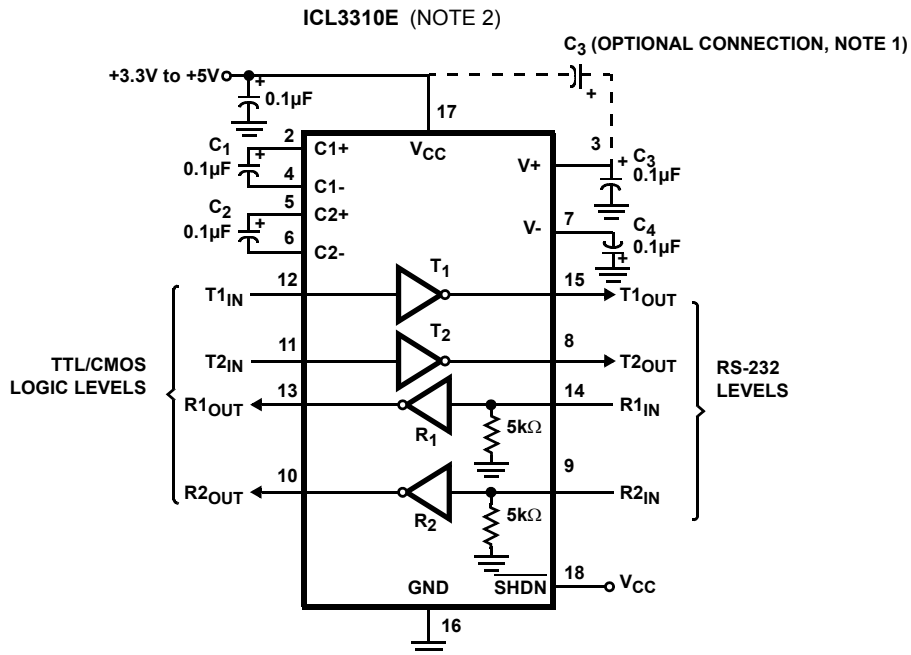 ICL3310E (NOTE 2)
C3 (OPTIONAL CONNECTION, NOTE 1)
+3.3V to +5V
+
0.1µF
+
17
2
C1
0.1µF
+
4
C1+
C1-
VCC
V+
3
+
C3
0.1µF
5
C2
0.1µF
+
6
C2+
C2-
V-
7
C4
0.1µF
+
T1IN
12
T1
15
T1OUT
T2IN
11
T2
8
T2OUT
TTL/CMOS
LOGIC LEVELS
RS-232
LEVELS
R1OUT
13
R1
5kΩ
14
R1IN
R2OUT
10
R2
5kΩ
9
R2IN
GND
SHDN
18
VCC
16